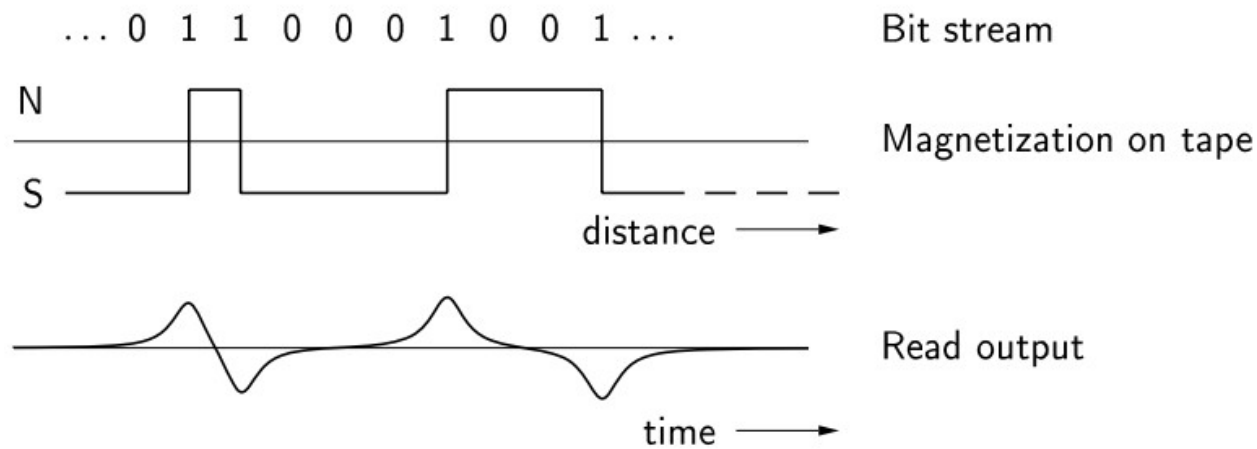 ... 0 1 1 0 0 0 1 0 0 1 ... Bit stream
N
Magnetization on tape
S
distance
Read output
time